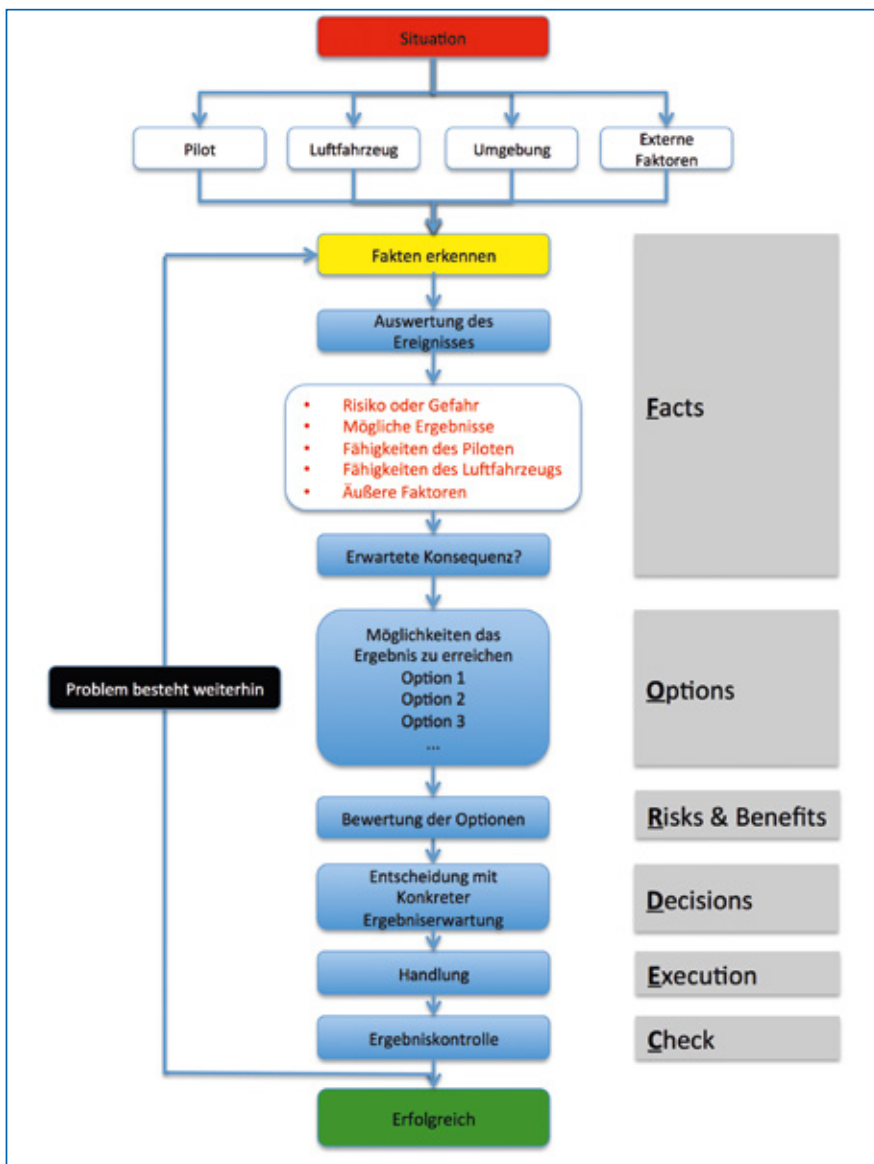 Situation
Pilot
Luftfahrzeug
Umgebung
Externe
Faktoren
Fakten erkennen
Auswertung des
Ereignisses
• Risiko oder Gefahr
• Mögliche Ergebnisse
• Fähigkeiten des Piloten
• Fähigkeiten des Luftfahrzeugs
• Äußere Faktoren
Facts
Erwartete Konsequenz?
Möglichkeiten das
Ergebnis zu erreichen
Option 1
Option 2
Option 3
...
Options
Problem besteht weiterhin
Bewertung der Optionen
Risks & Benefits
Entscheidung mit
Konkreter
Ergebniserwartung
Decisions
Handlung
Execution
Ergebniskontrolle
Check
Erfolgreich